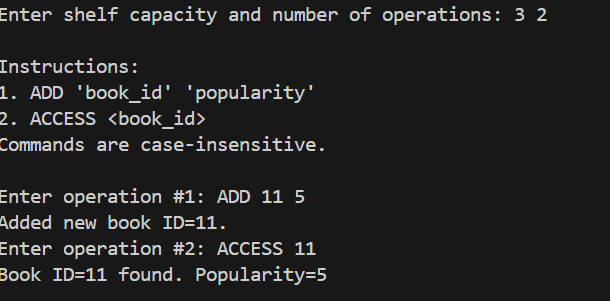 Enter shelf capacity and number of operations: 3 2
Instructions:
1. ADD 'book_id' 'popularity'
2. ACCESS <book_id>
Commands are case-insensitive.
Enter operation #1: ADD 11 5
Added new book ID=11.
Enter operation #2: ACCESS 11
Book ID=11 found. Popularity=5